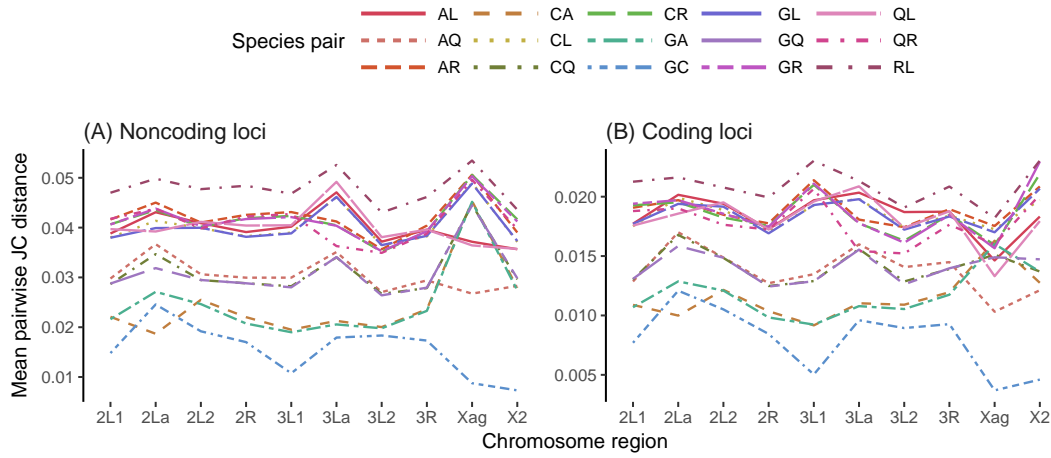 AL CA CR GL QL
Species pair AQ CL GA GQ QR
AR CQ GC GR RL
(A) Noncoding loci (B) Coding loci
Mean pairwise JC distance
0.05
0.04
0.03
0.02
0.01
0.020
0.015
0.010
0.005
2L1 2La 2L2 2R 3L1 3La 3L2 3R Xag X2 2L1 2La 2L2 2R 3L1 3La 3L2 3R Xag X2
Chromosome region